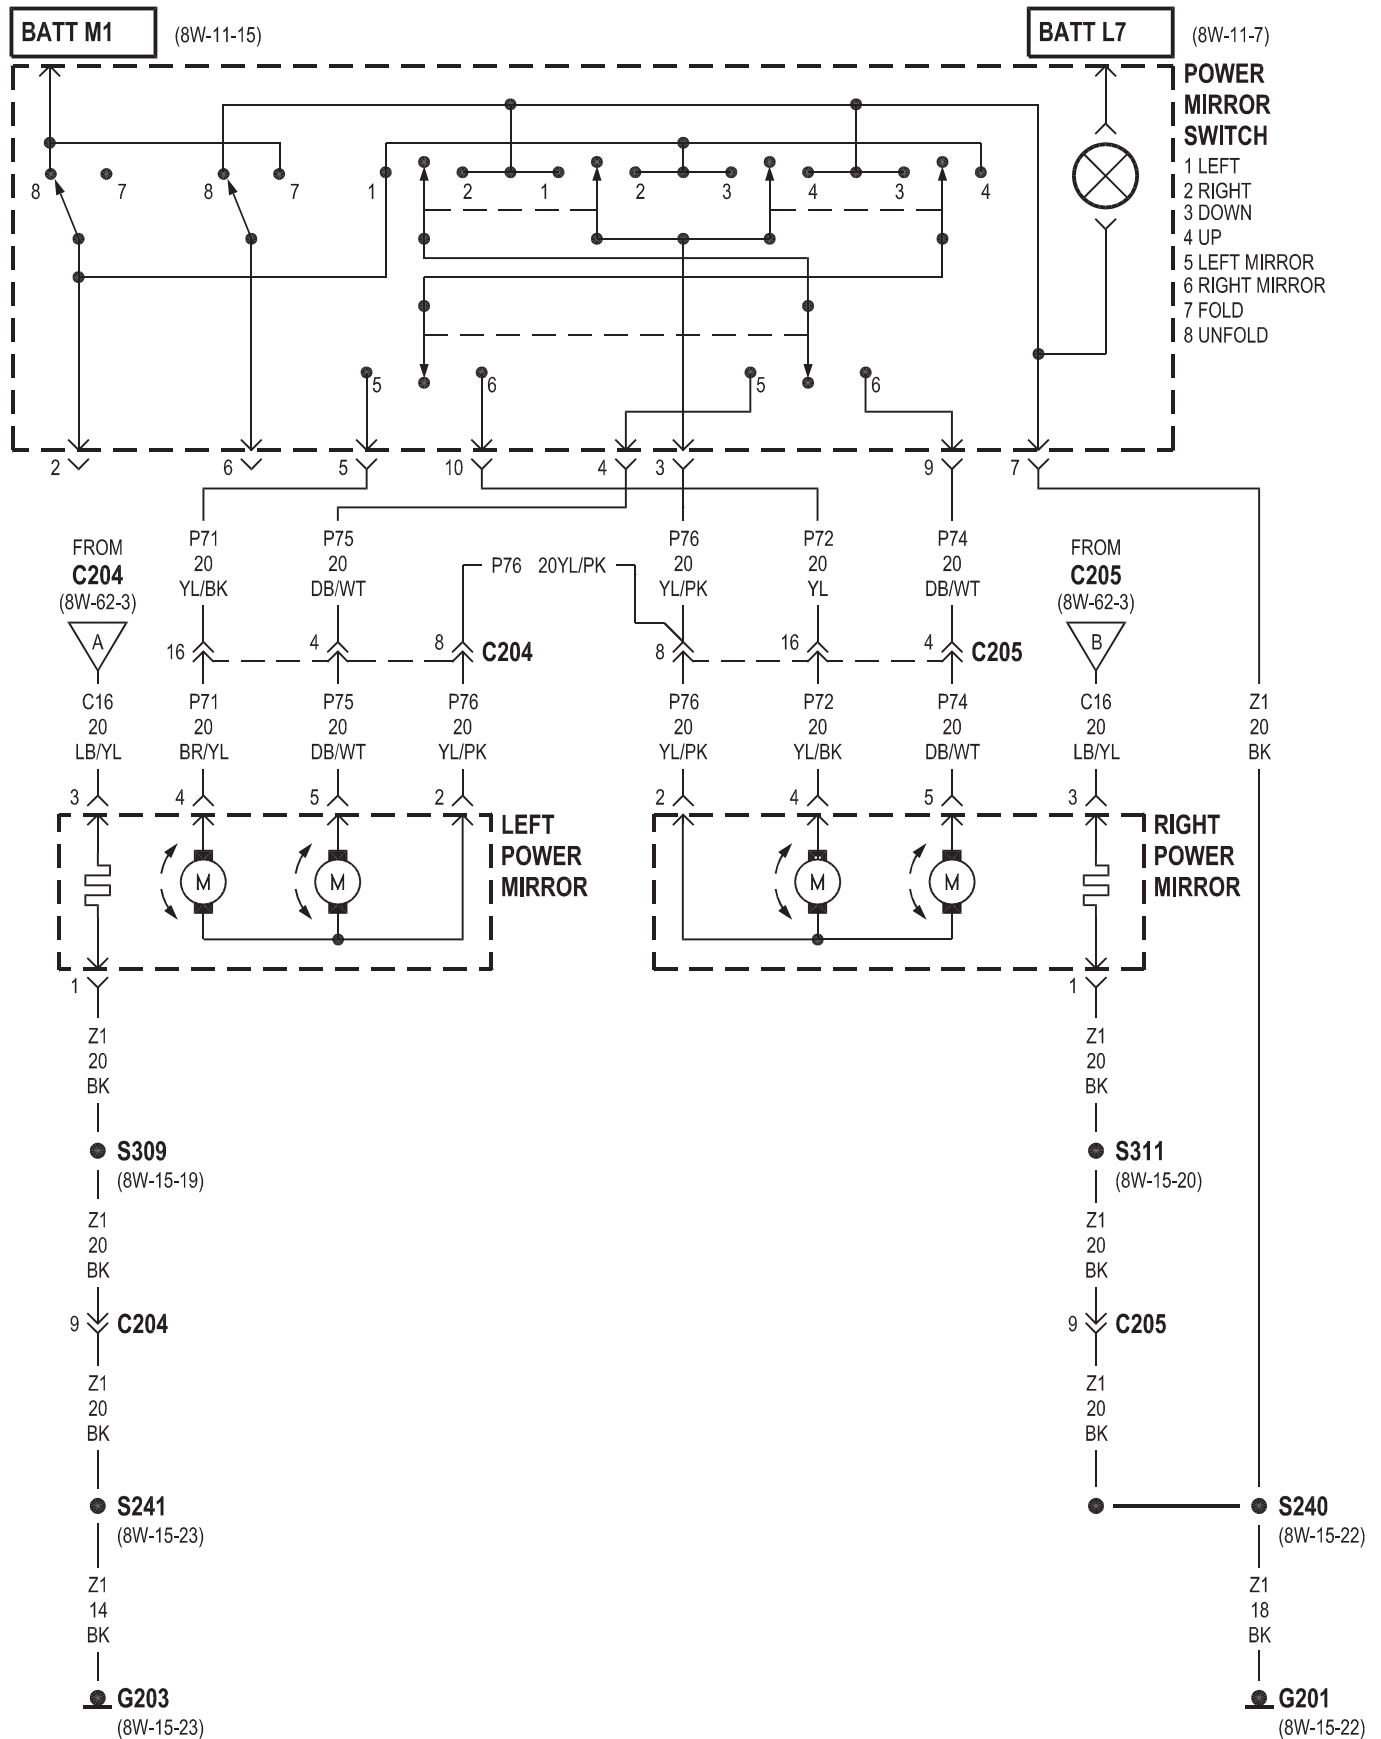 BATT M1 (8W-11-15)
BATT L7 (8W-11-7)
POWER
MIRROR
SWITCH
1 LEFT
2 RIGHT
3 DOWN
4 UP
5 LEFT MIRROR
6 RIGHT MIRROR
7 FOLD
8 UNFOLD
8 7 8 7 1 2 1 2 3 4 3 4
5 6 5 6
2 6 5 10 4 3 9 7
FROM
C204
(8W-62-3)
A
P71
20
YL/BK
P75
20
DB/WT
P76 20YL/PK
P76
20
YL/PK
P72
20
YL
P74
20
DB/WT
FROM
C205
(8W-62-3)
B
16 4 8 C204
8 16 4 C205
C16
20
LB/YL
P71
20
BR/YL
P75
20
DB/WT
P76
20
YL/PK
P76
20
YL/PK
P72
20
YL/BK
P74
20
DB/WT
C16
20
LB/YL
Z1
20
BK
3 4 5 2
2 4 5 3
LEFT
POWER
MIRROR
M M
RIGHT
POWER
MIRROR
M M
1
1
Z1
20
BK
Z1
20
BK
S309
(8W-15-19)
S311
(8W-15-20)
Z1
20
BK
Z1
20
BK
9 C204
9 C205
Z1
20
BK
Z1
20
BK
S241
(8W-15-23)
S240
(8W-15-22)
Z1
14
BK
Z1
18
BK
G203
(8W-15-23)
G201
(8W-15-22)